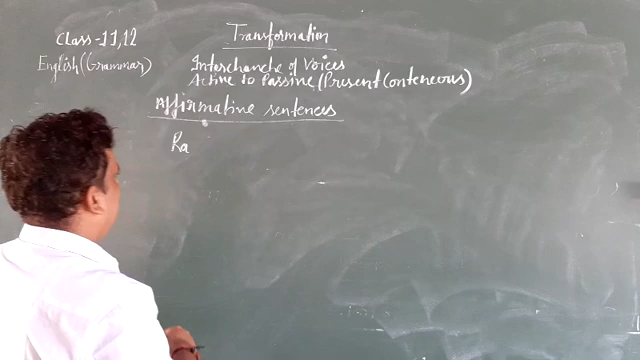 Class-11,12
Transformation
English(Grammar)
Interchange of Voices
Active to Passive (Present Conteneous)
Affirmative sentences
Ra